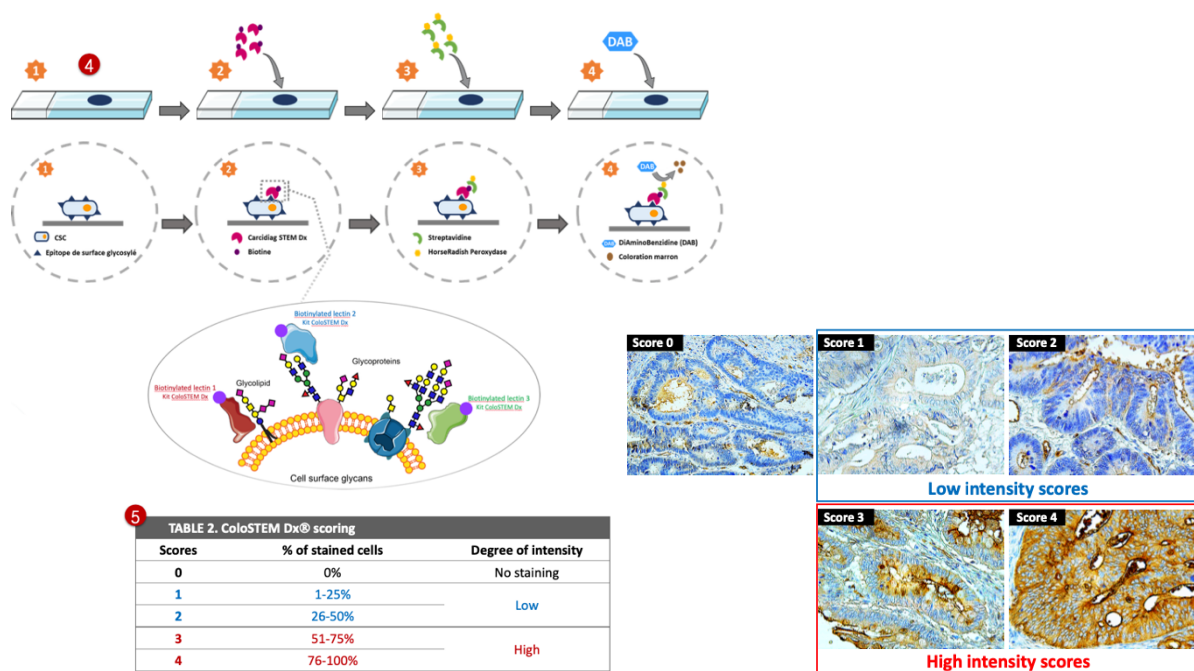 1
4
2
3
4
DAB
1
2
3
4
DAB
CSC
Epitope de surface glycosylé
Carcidiag STEM Dx
Biotine
Streptavidine
HorseRadish Peroxydase
DAB DiAminoBenzidine (DAB)
Coloration marron
Biotinylated lectin 2
Kit ColoSTEM Dx
Glycoproteins
Biotinylated lectin 1
Kit ColoSTEM Dx
Glycolipid
Biotinylated lectin 3
Kit ColoSTEM Dx
Cell surface glycans
Score 0
Score 1
Score 2
Low intensity scores
Score 3
Score 4
High intensity scores
5
TABLE 2. ColoSTEM Dx® scoring
Scores % of stained cells Degree of intensity
0 0% No staining
1 1-25%
Low
2 26-50%
3 51-75%
High
4 76-100%